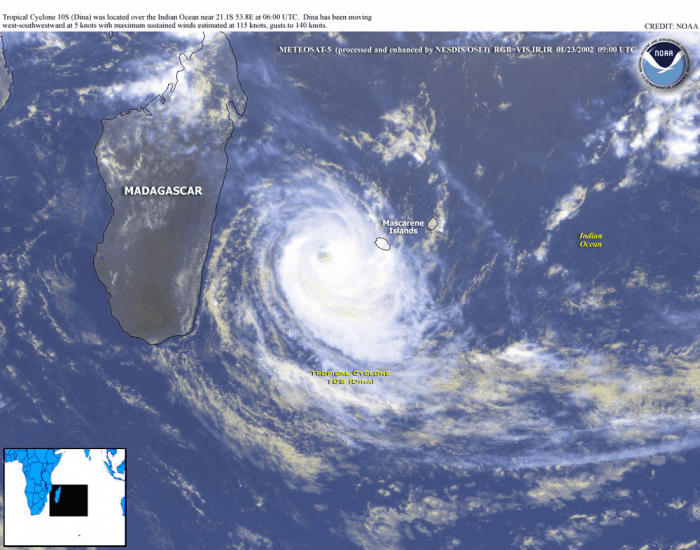 Tropical Cyclone 10S (Dina) was located over the Indian Ocean near 21.1S 53.8E at 06:00 UTC. Dina has been moving
west-southwestward at 5 knots with maximum sustained winds estimated at 115 knots, gusts to 140 knots.
CREDIT: NOAA
METEOSAT-5 (processed and enhanced by NESDIS/OSEI) RGB=VIS,IR,IR 01/23/2002 09:00 UTC
NOAA
MADAGASCAR
Mascarene
Islands
Indian
Ocean
TROPICAL CYCLONE
10S (DINA)